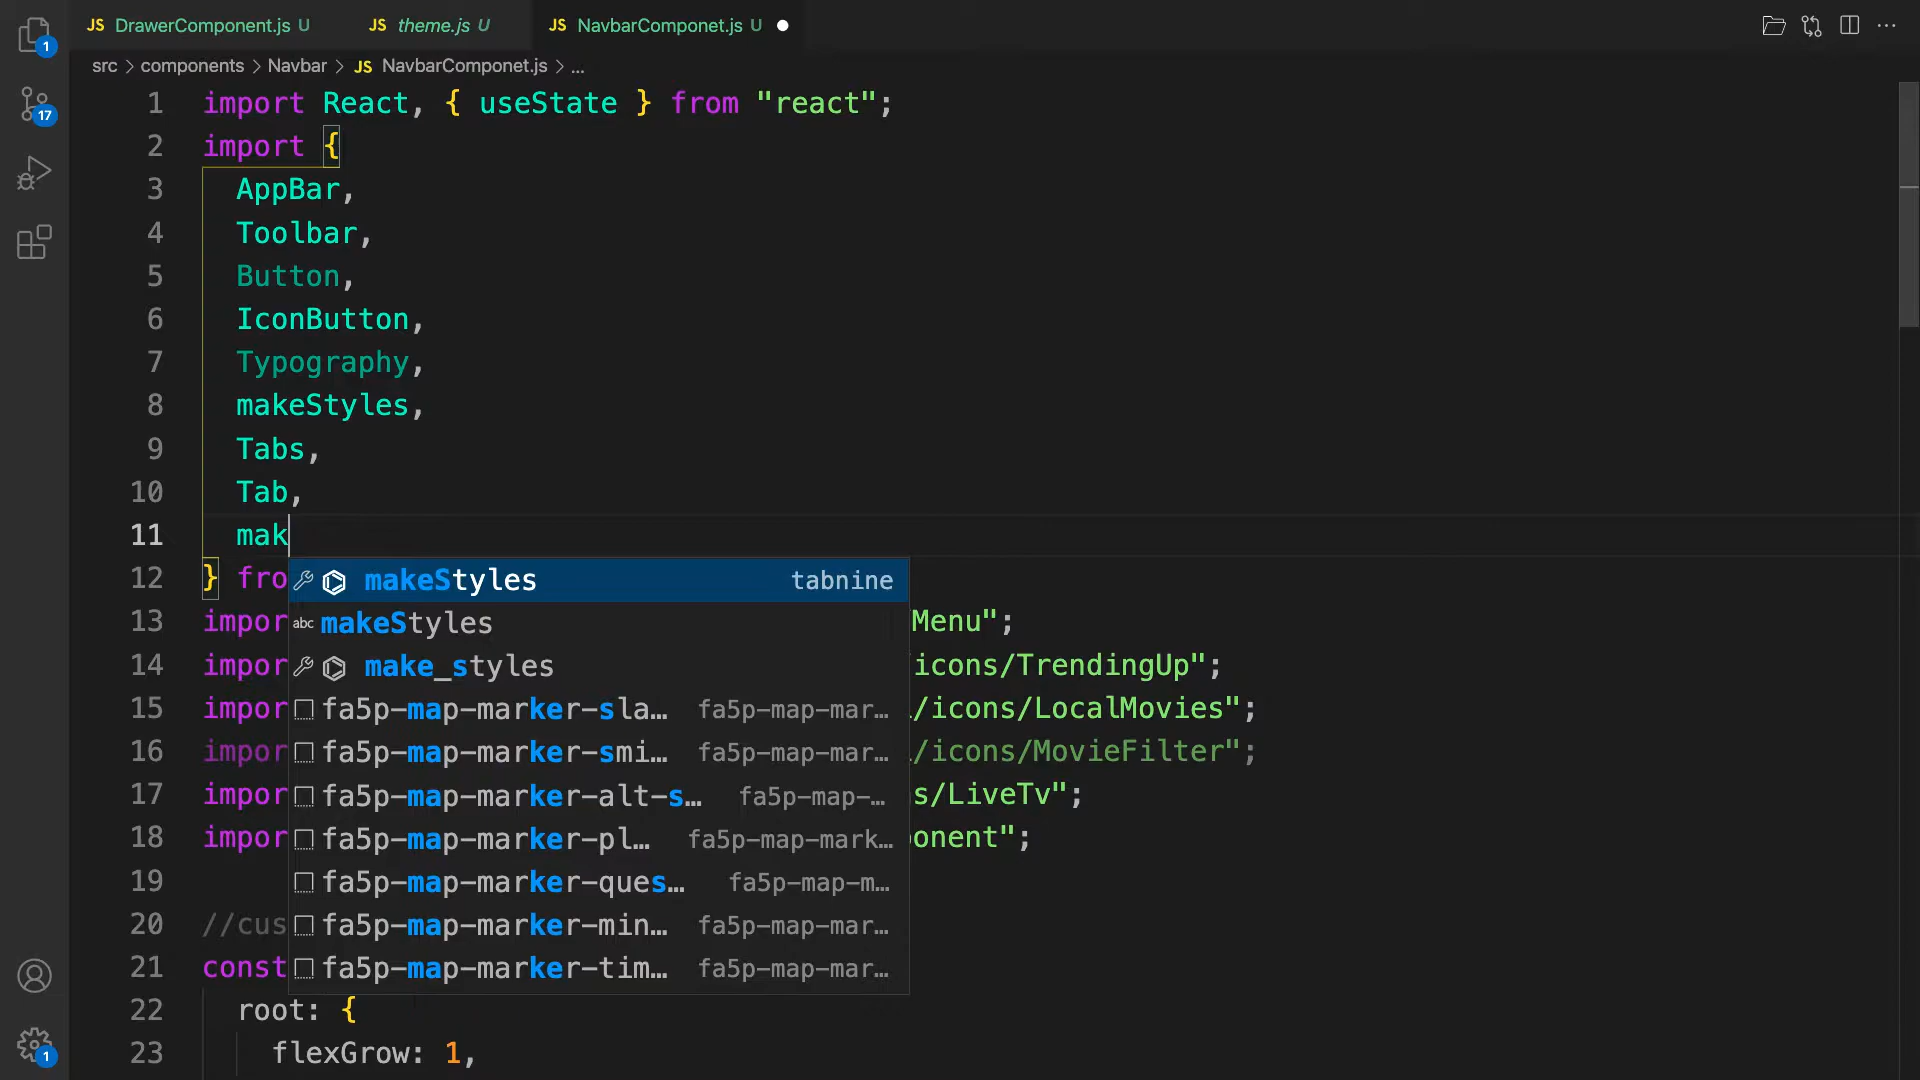 JS DrawerComponent.js U JS theme.js U JS NavbarComponet.js U
src > components > Navbar > JS NavbarComponet.js > ...
1 import React, { useState } from "react";
2 import {
3 AppBar,
4 Toolbar,
5 Button,
6 IconButton,
7 Typography,
8 makeStyles,
9 Tabs,
10 Tab,
11 mak
12 } fro
makeStyles tabnine
13 impor Menu";
abc makeStyles
14 impor icons/TrendingUp";
make_styles
15 impor /icons/LocalMovies";
fa5p-map-marker-sla… fa5p-map-mar…
16 impor /icons/MovieFilter";
fa5p-map-marker-smi… fa5p-map-mar…
17 impor s/LiveTv";
fa5p-map-marker-alt-s… fa5p-map-…
18 impor onent";
fa5p-map-marker-pl… fa5p-map-mark…
19
fa5p-map-marker-ques… fa5p-map-m…
20 //cus
fa5p-map-marker-min… fa5p-map-mar…
21 const
fa5p-map-marker-tim… fa5p-map-mar…
22 root: {
23 flexGrow: 1,
1
17
1